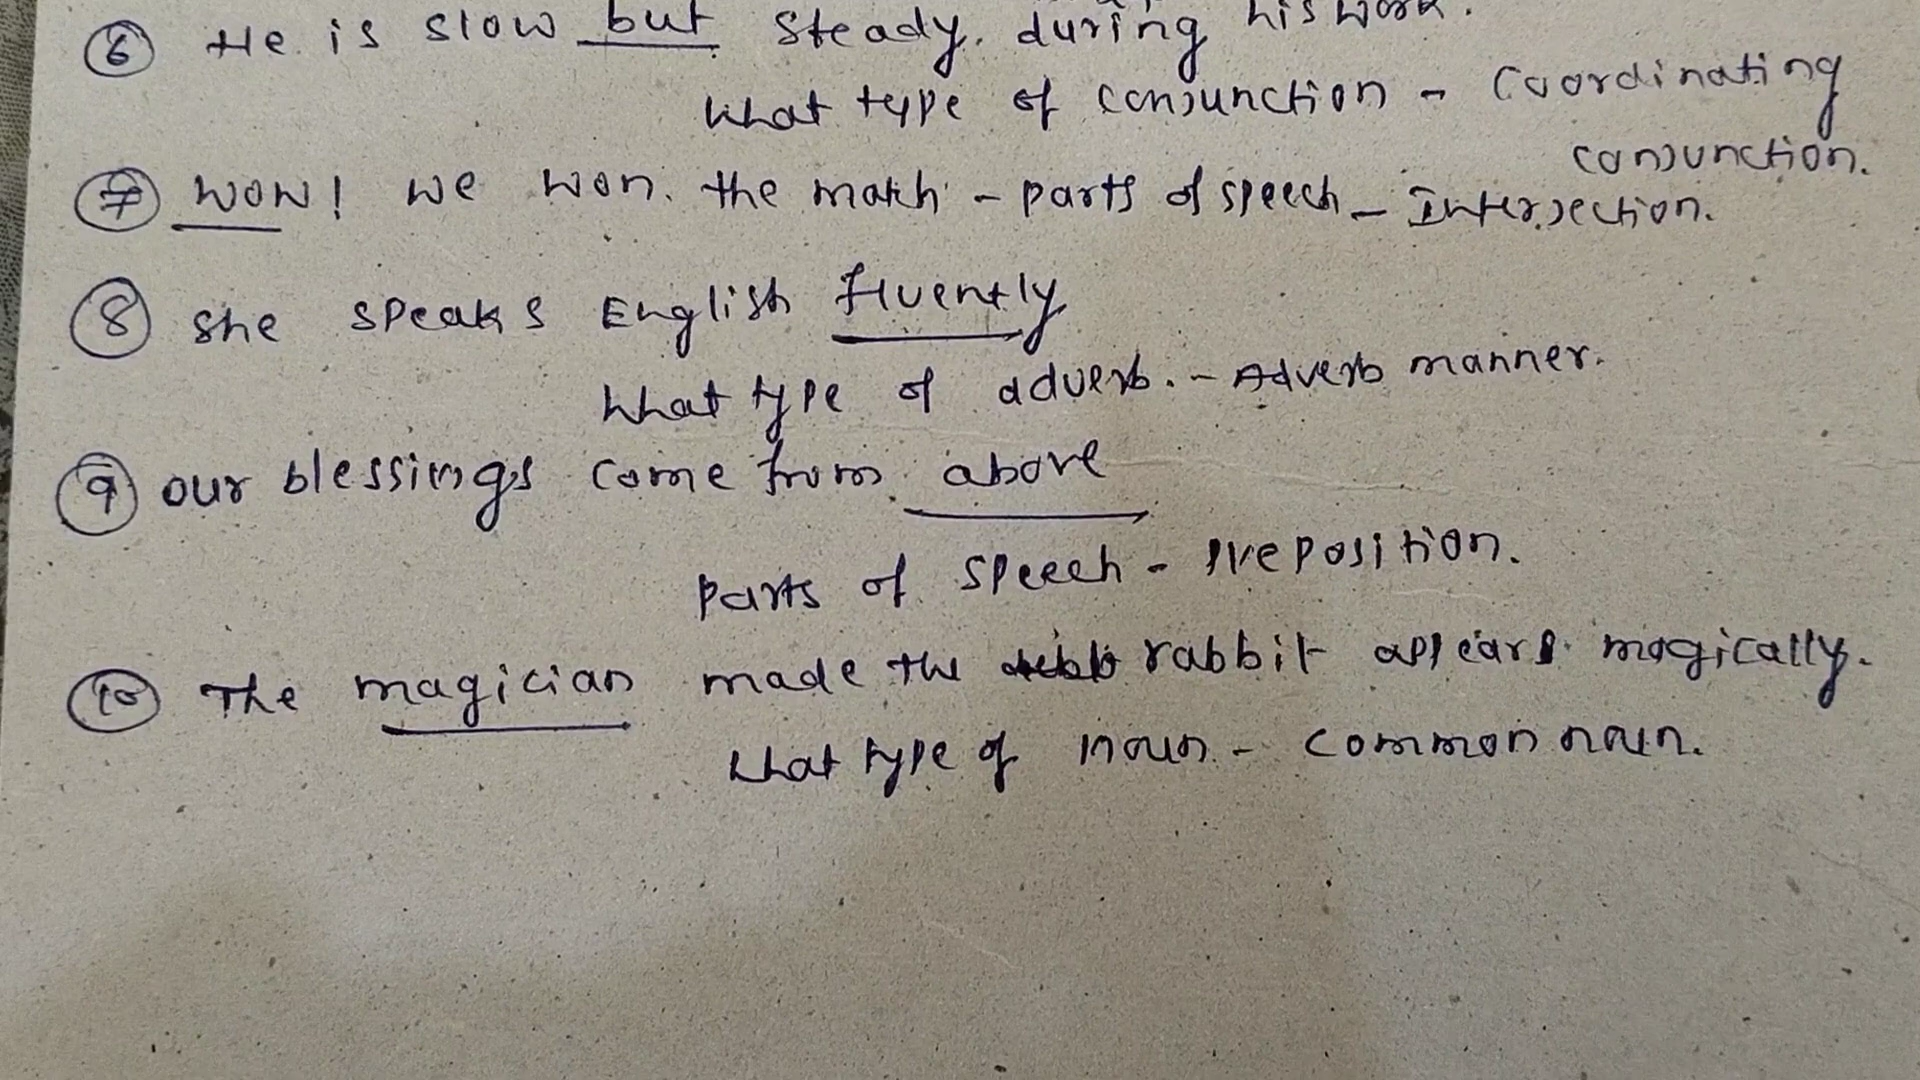 6 He is slow but steady. during his work.
What type of conjunction - Coordinating
conjunction.
7 Wow! we won. the match - parts of speech - Interjection.
8 She speaks English fluently
What type of adverb. - Adverb manner.
9 our blessings come from above
parts of speech - preposition.
10 The magician made the rabbit appears magically.
What type of noun - common noun.